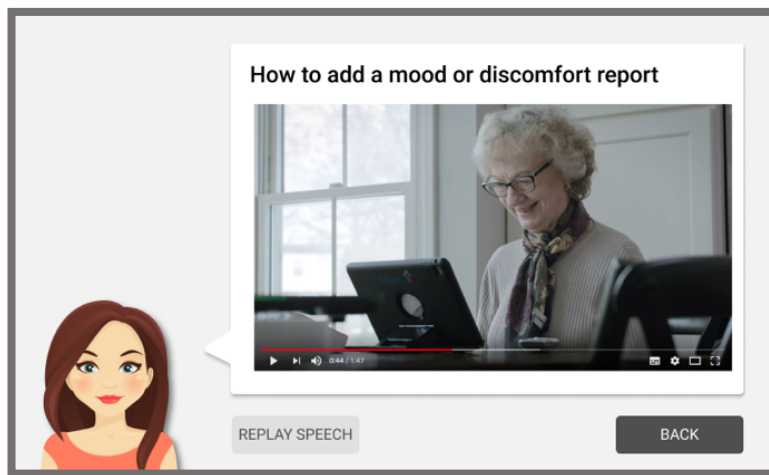 How to add a mood or discomfort report
0:44 / 1:47
REPLAY SPEECH
BACK